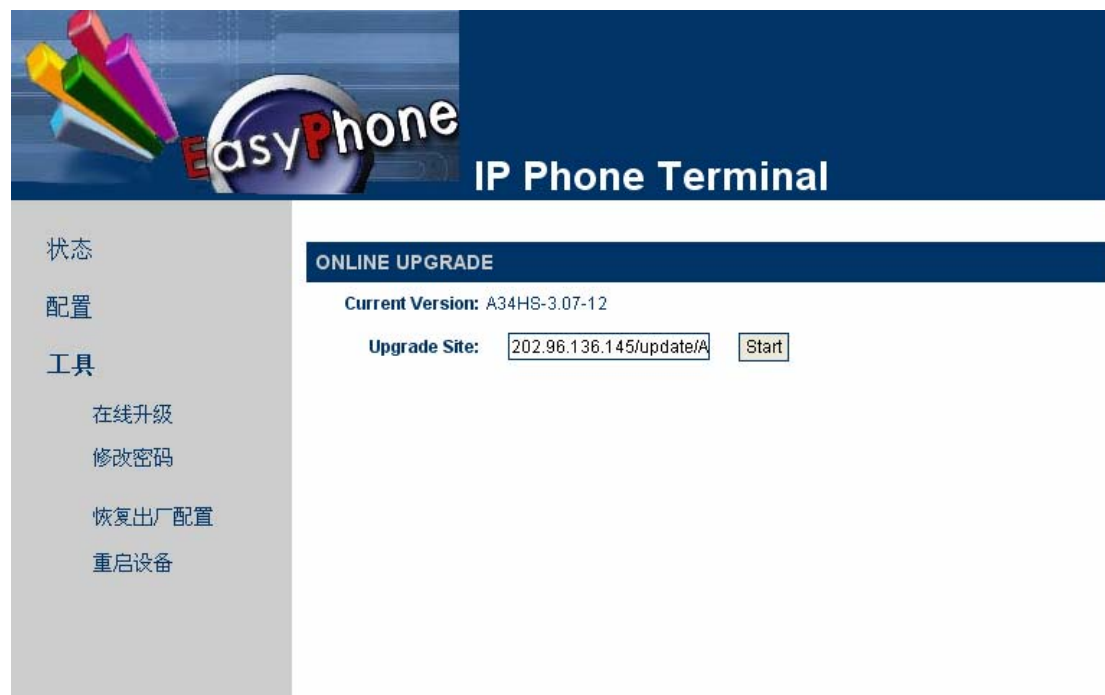 EasyPhone
IP Phone Terminal
状态
配置
工具
在线升级
修改密码
恢复出厂配置
重启设备
ONLINE UPGRADE
Current Version: A34HS-3.07-12
Upgrade Site: 202.96.136.145/update/A Start